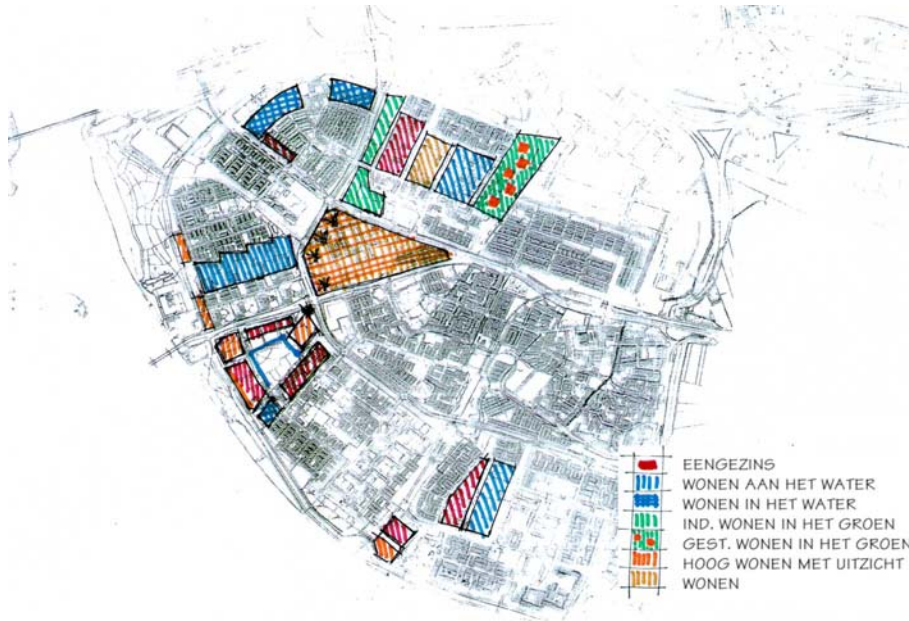 EENGEZINS
WONEN AAN HET WATER
WONEN IN HET WATER
IND. WONEN IN HET GROEN
GEST. WONEN IN HET GROEN
HOOG WONEN MET UITZICHT
WONEN